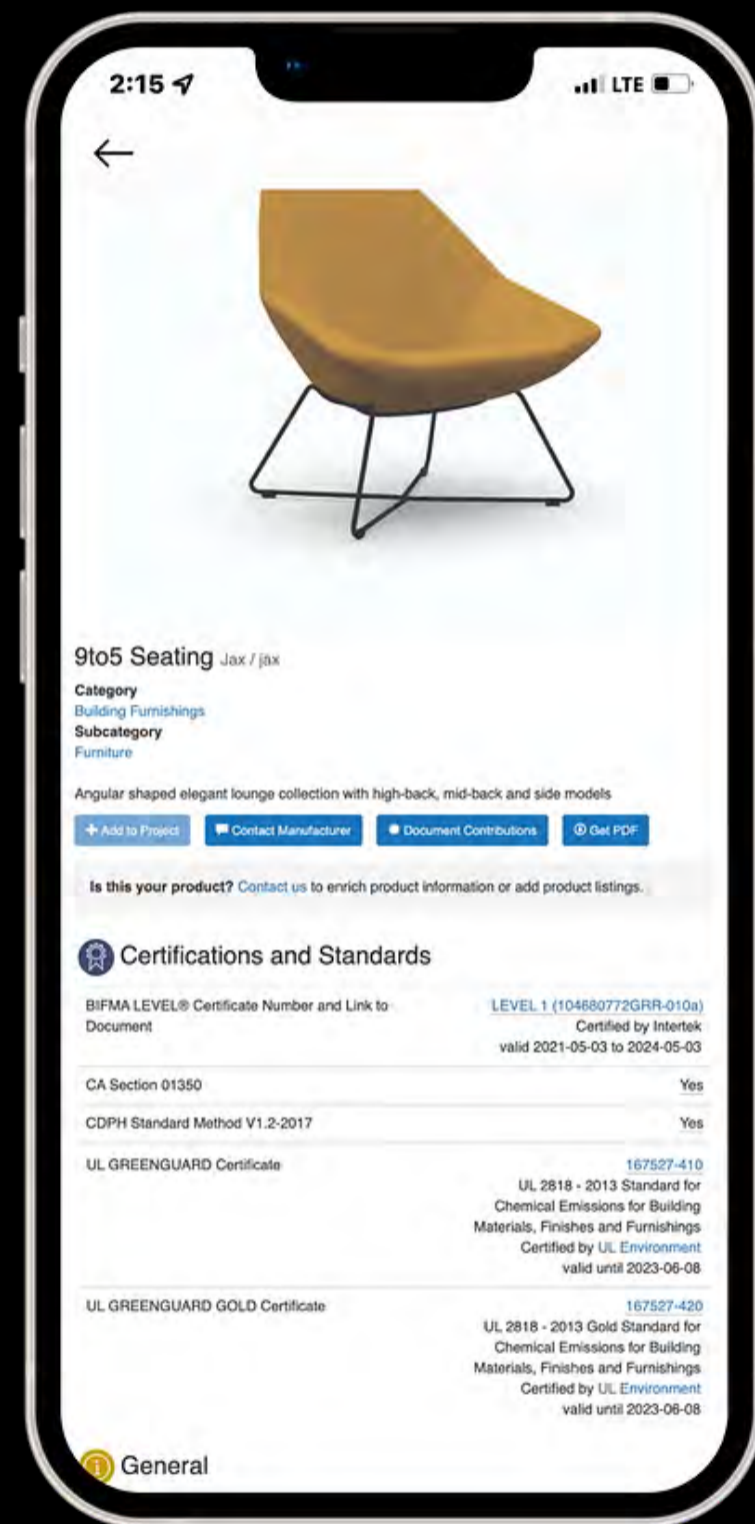 2:15
LTE
9to5 Seating Jax / jax
Category
Building Furnishings
Subcategory
Furniture
Angular shaped elegant lounge collection with high-back, mid-back and side models
+ Add to Project
Contact Manufacturer
Document Contributions
Get PDF
Is this your product? Contact us to enrich product information or add product listings.
Certifications and Standards
BIFMA LEVEL® Certificate Number and Link to
Document
LEVEL 1 (104680772GRR-010a)
Certified by Intertek
valid 2021-05-03 to 2024-05-03
CA Section 01350
Yes
CDPH Standard Method V1.2-2017
Yes
UL GREENGUARD Certificate
167527-410
UL 2818 - 2013 Standard for
Chemical Emissions for Building
Materials, Finishes and Furnishings
Certified by UL Environment
valid until 2023-06-08
UL GREENGUARD GOLD Certificate
167527-420
UL 2818 - 2013 Gold Standard for
Chemical Emissions for Building
Materials, Finishes and Furnishings
Certified by UL Environment
valid until 2023-06-08
General